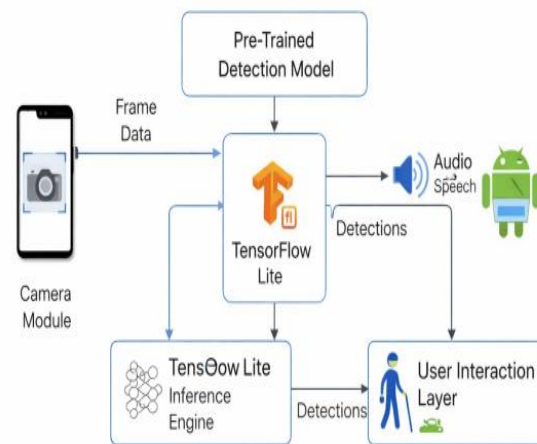 Pre-Trained
Detection Model
Frame
Data
Camera
Module
TensorFlow
Lite
Audio
Speech
Detections
TensΘow Lite
Inference
Engine
Detections
User Interaction
Layer